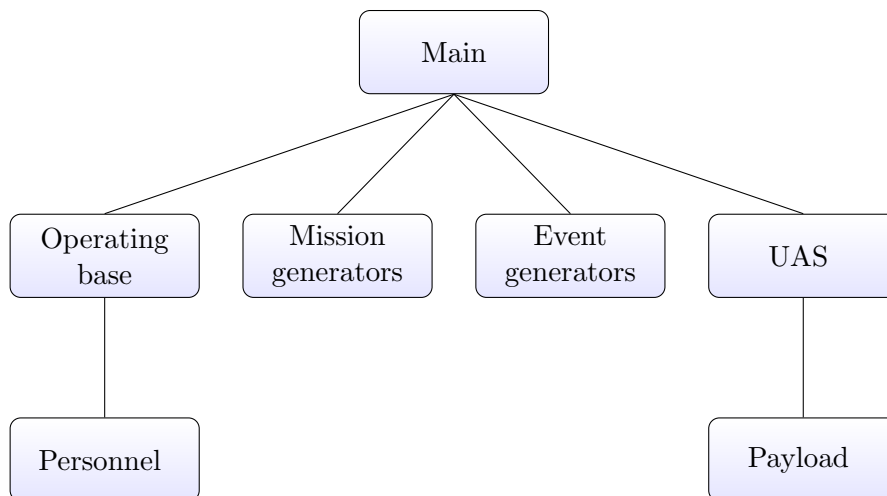 Main
Operating
base
Mission
generators
Event
generators
UAS
Personnel
Payload